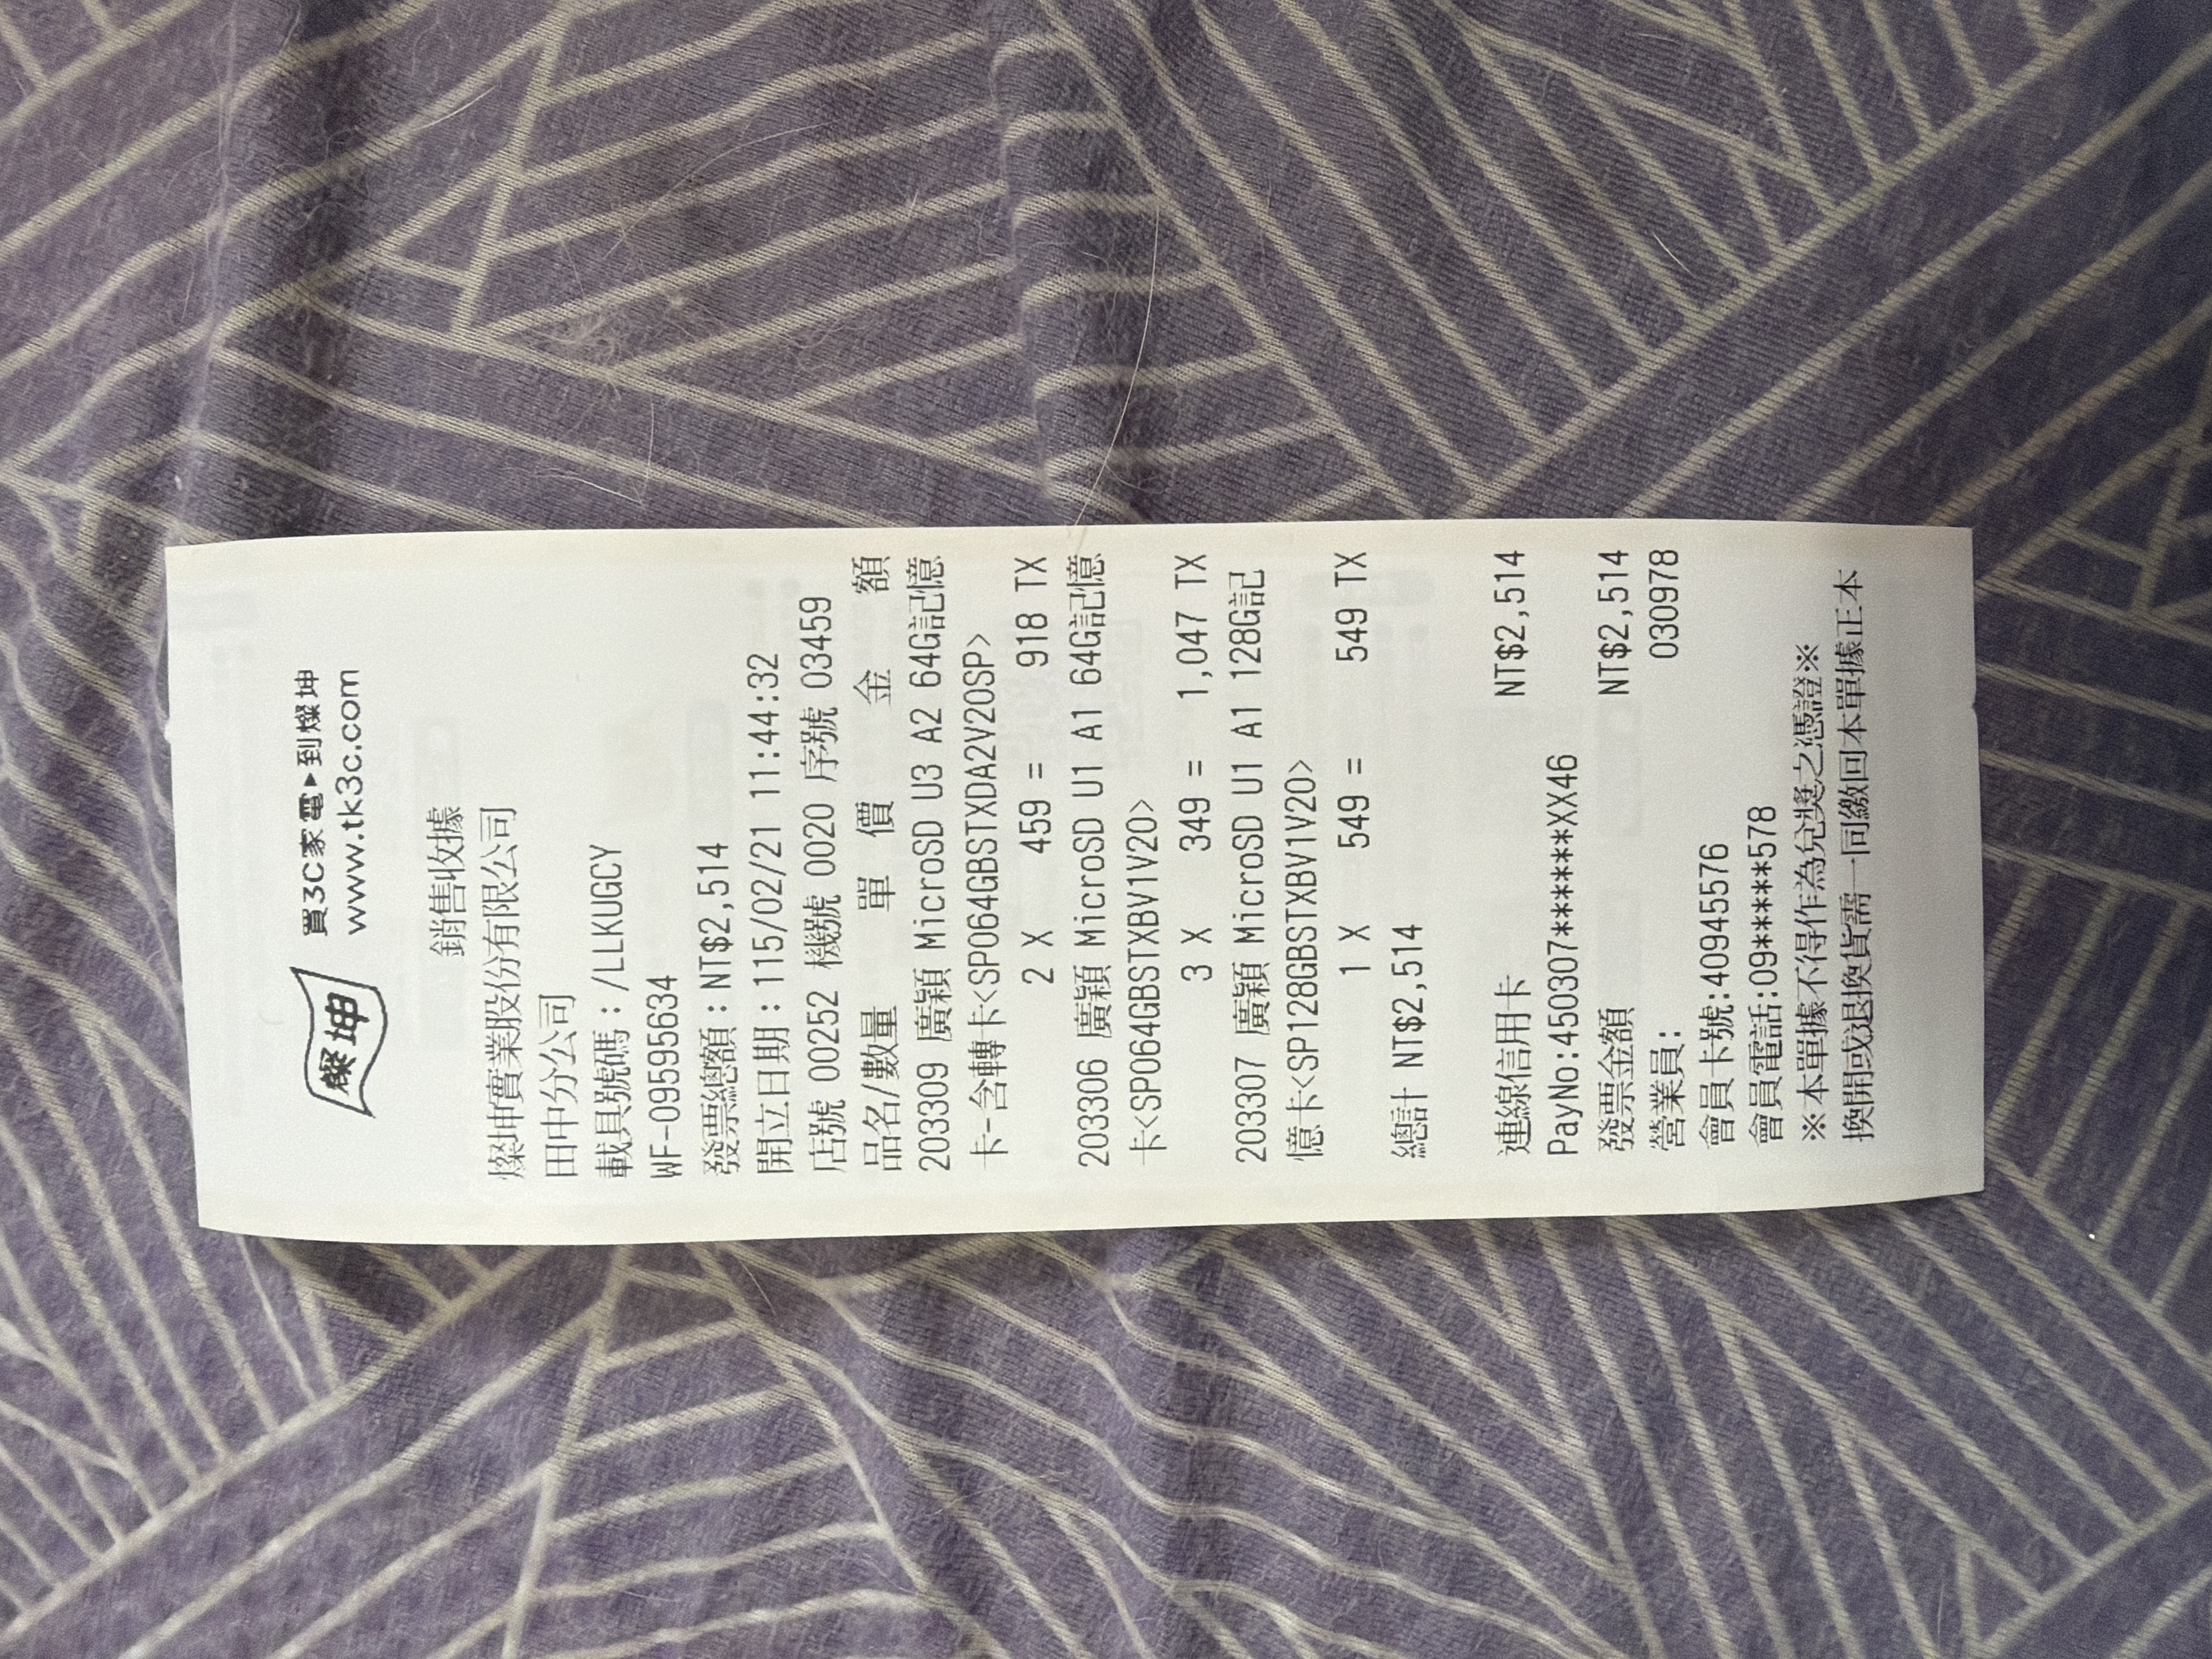 燦坤
買3C家電▶到燦坤
www.tk3c.com
銷售收據
燦坤實業股份有限公司
田中分公司
載具號碼:/LLKUGCY
WF-09595634
發票總額:NT$2,514
開立日期:115/02/21 11:44:32
店號 00252 機號 0020 序號 03459
品名/數量 單 價 金 額
203309 廣穎 MicroSD U3 A2 64G記憶
卡-含轉卡<SP064GBSTXDA2V20SP>
2 X 459 = 918 TX
203306 廣穎 MicroSD U1 A1 64G記憶
卡<SP064GBSTXBV1V20>
3 X 349 = 1,047 TX
203307 廣穎 MicroSD U1 A1 128G記
憶卡<SP128GBSTXBV1V20>
1 X 549 = 549 TX
總計 NT$2,514
連線信用卡 NT$2,514
PayNo:450307*******XX46
發票金額 NT$2,514
營業員: 030978
會員卡號:40945576
會員電話:09*****578
※本單據不得作為兌獎之憑證※
換開或退換貨需一同繳回本單據正本